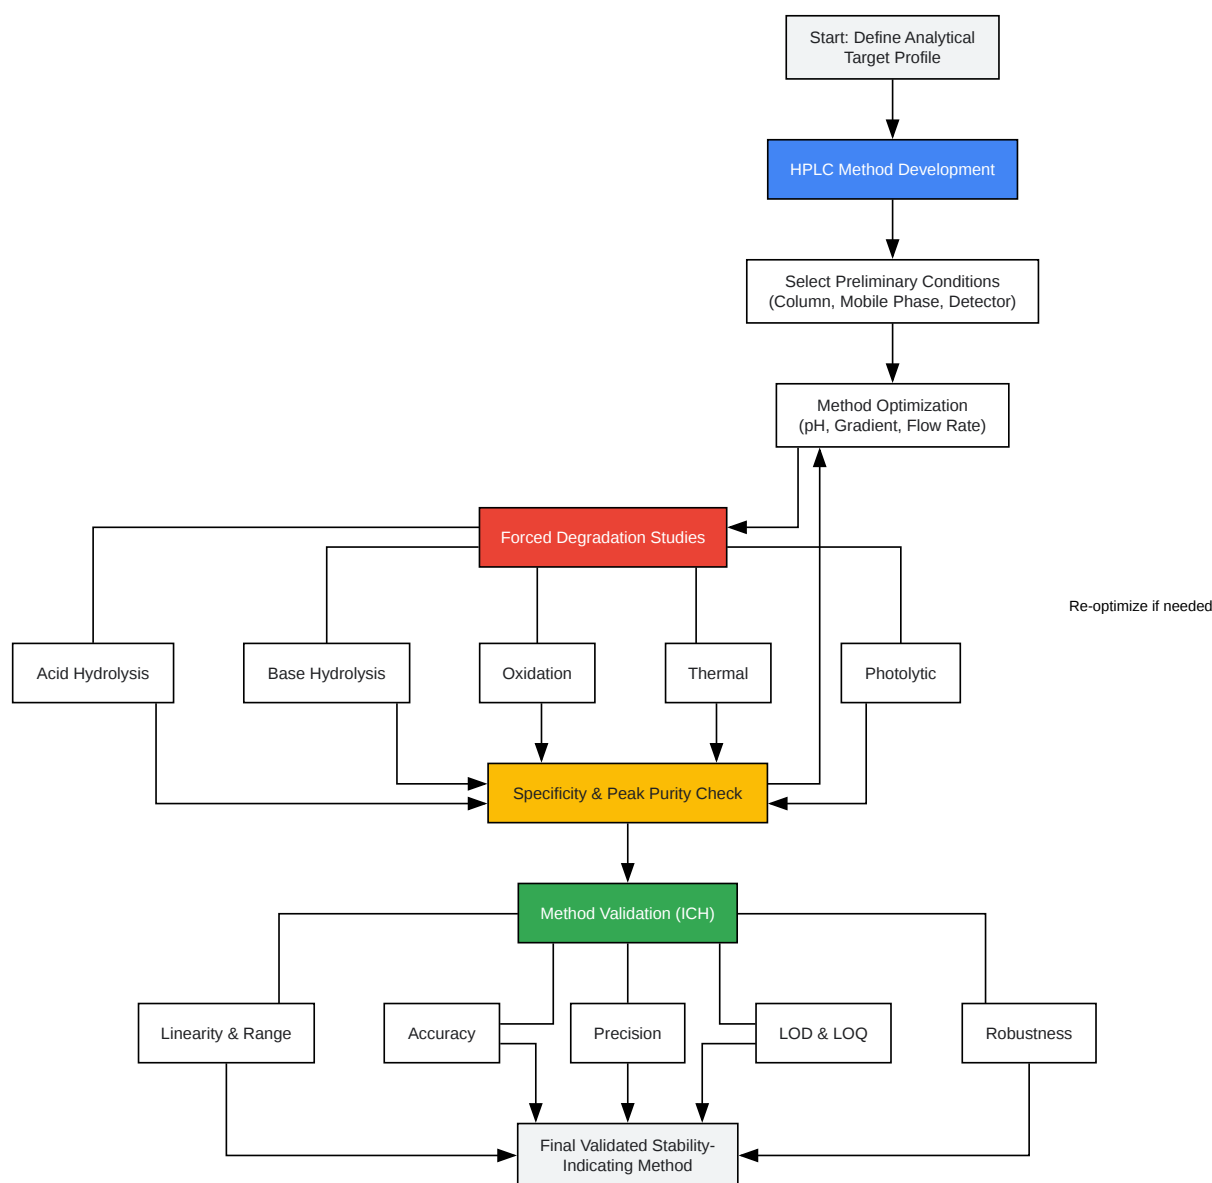 Start: Define Analytical
Target Profile
HPLC Method Development
Select Preliminary Conditions
(Column, Mobile Phase, Detector)
Method Optimization
(pH, Gradient, Flow Rate)
Forced Degradation Studies
Re-optimize if needed
Acid Hydrolysis
Base Hydrolysis
Oxidation
Thermal
Photolytic
Specificity & Peak Purity Check
Method Validation (ICH)
Linearity & Range
Accuracy
Precision
LOD & LOQ
Robustness
Final Validated Stability-
Indicating Method